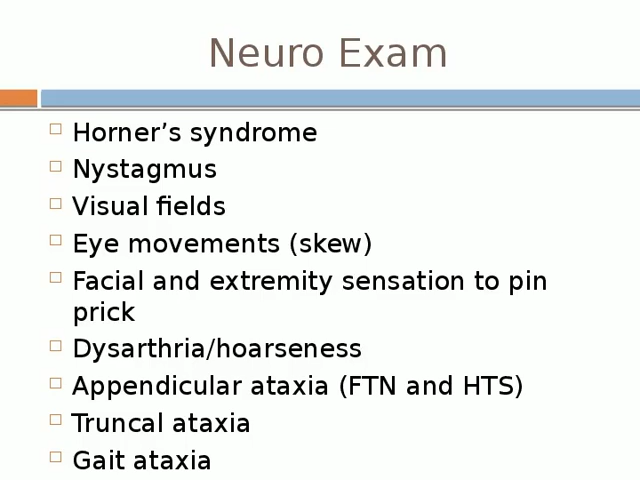 Neuro Exam
Horner’s syndrome
Nystagmus
Visual fields
Eye movements (skew)
Facial and extremity sensation to pin
prick
Dysarthria/hoarseness
Appendicular ataxia (FTN and HTS)
Truncal ataxia
Gait ataxia